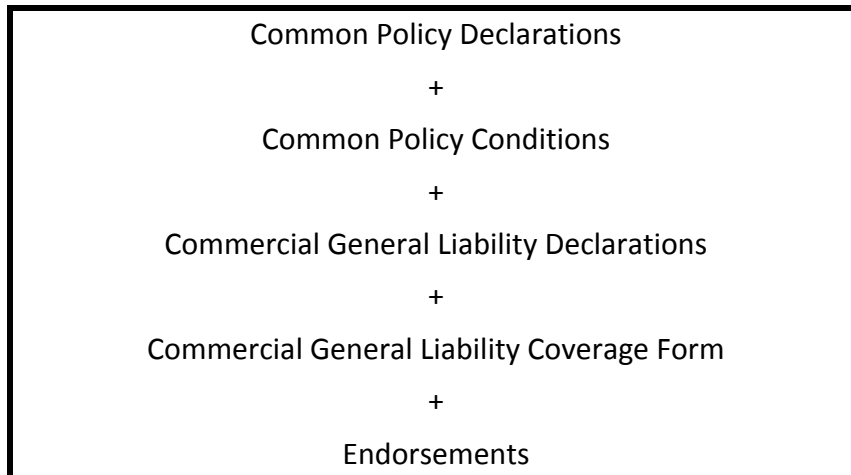 Common Policy Declarations
+
Common Policy Conditions
+
Commercial General Liability Declarations
+
Commercial General Liability Coverage Form
+
Endorsements